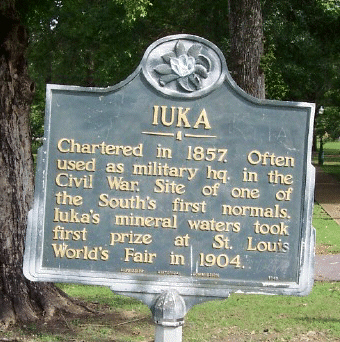 IUKA
Chartered in 1857. Often
used as military hq. in the
Civil War. Site of one of
the South's first normals.
Iuka's mineral waters took
first prize at St. Louis
World's Fair in 1904.